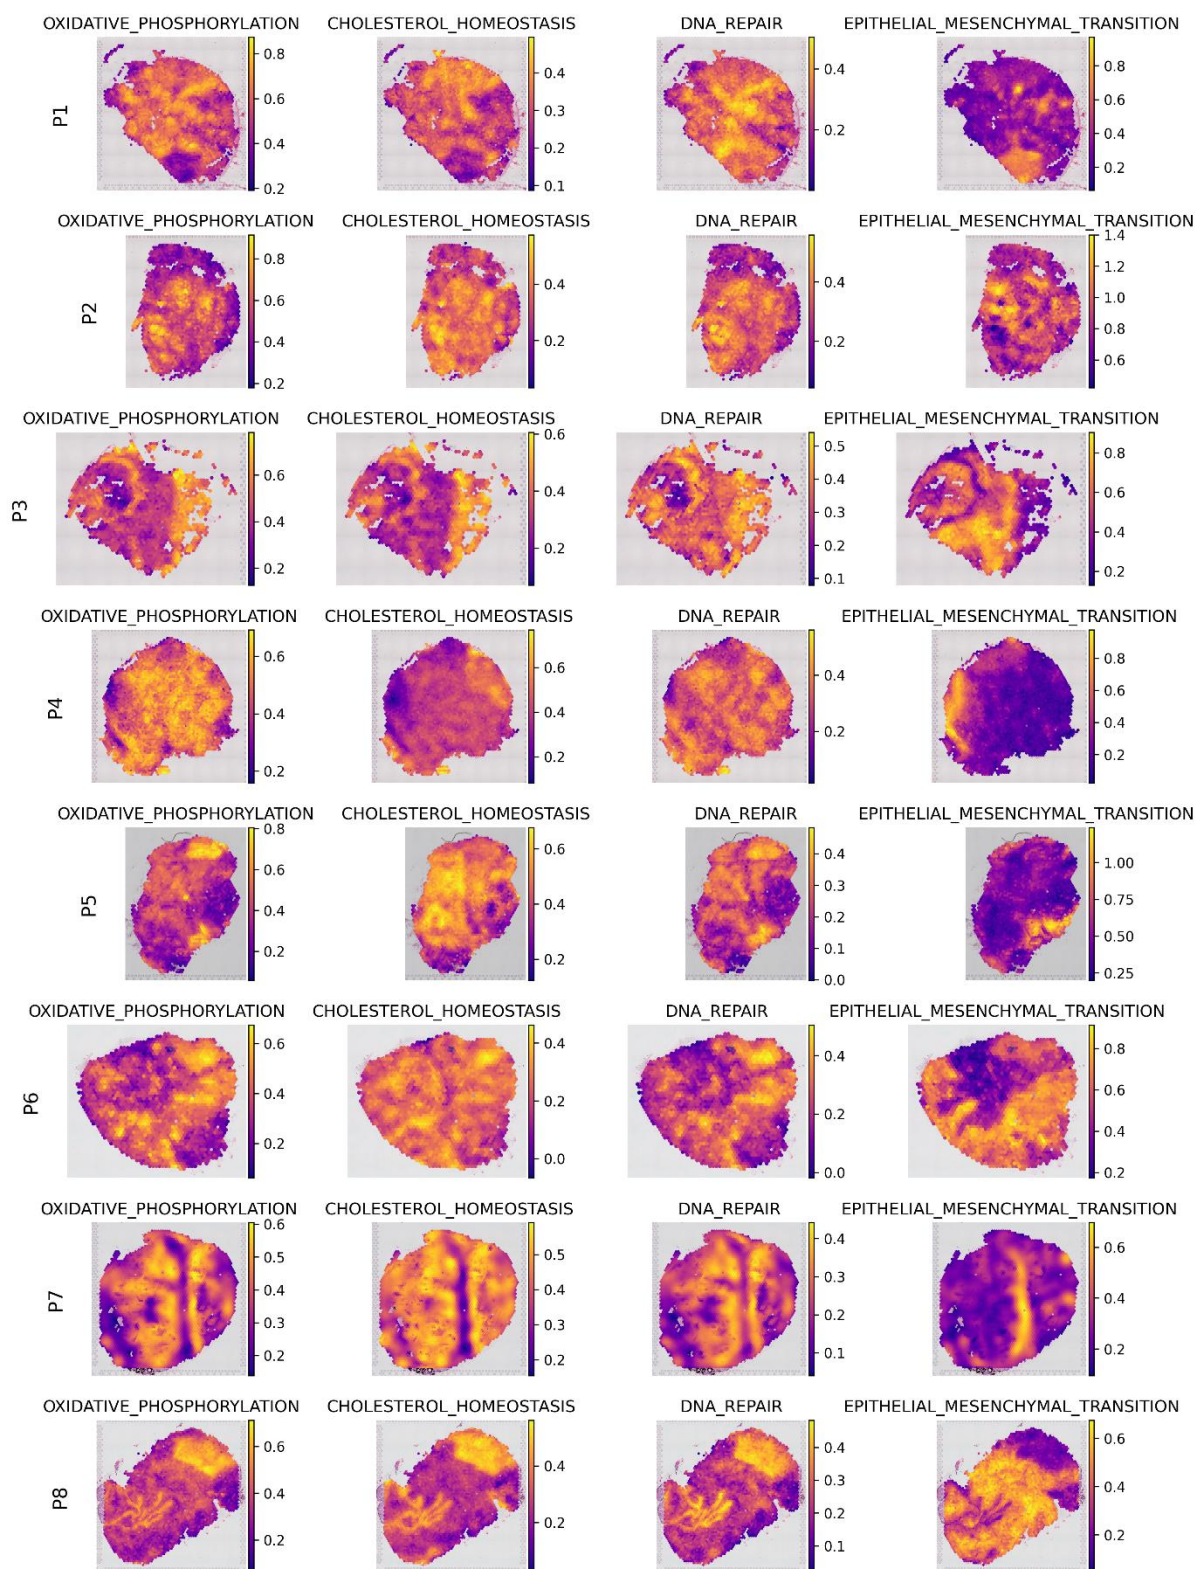 OXIDATIVE_PHOSPHORYLATION CHOLESTEROL_HOMEOSTASIS DNA_REPAIR EPITHELIAL_MESENCHYMAL_TRANSITION
P1
0.8 0.6 0.4 0.2
0.4 0.3 0.2 0.1
0.4 0.2
0.8 0.6 0.4 0.2
OXIDATIVE_PHOSPHORYLATION CHOLESTEROL_HOMEOSTASIS DNA_REPAIR EPITHELIAL_MESENCHYMAL_TRANSITION
P2
0.8 0.6 0.4 0.2
0.4 0.2
0.4 0.2
1.4 1.2 1.0 0.8 0.6
OXIDATIVE_PHOSPHORYLATION CHOLESTEROL_HOMEOSTASIS DNA_REPAIR EPITHELIAL_MESENCHYMAL_TRANSITION
P3
0.6 0.4 0.2
0.6 0.4 0.2
0.5 0.4 0.3 0.2 0.1
0.8 0.6 0.4 0.2
OXIDATIVE_PHOSPHORYLATION CHOLESTEROL_HOMEOSTASIS DNA_REPAIR EPITHELIAL_MESENCHYMAL_TRANSITION
P4
0.6 0.4 0.2
0.6 0.4 0.2
0.4 0.2
0.8 0.6 0.4 0.2
OXIDATIVE_PHOSPHORYLATION CHOLESTEROL_HOMEOSTASIS DNA_REPAIR EPITHELIAL_MESENCHYMAL_TRANSITION
P5
0.8 0.6 0.4 0.2
0.6 0.4 0.2
0.4 0.3 0.2 0.1 0.0
1.00 0.75 0.50 0.25
OXIDATIVE_PHOSPHORYLATION CHOLESTEROL_HOMEOSTASIS DNA_REPAIR EPITHELIAL_MESENCHYMAL_TRANSITION
P6
0.6 0.4 0.2
0.4 0.2 0.0
0.4 0.2 0.0
0.8 0.6 0.4 0.2
OXIDATIVE_PHOSPHORYLATION CHOLESTEROL_HOMEOSTASIS DNA_REPAIR EPITHELIAL_MESENCHYMAL_TRANSITION
P7
0.6 0.5 0.4 0.3 0.2
0.5 0.4 0.3 0.2
0.4 0.3 0.2 0.1
0.6 0.4 0.2
OXIDATIVE_PHOSPHORYLATION CHOLESTEROL_HOMEOSTASIS DNA_REPAIR EPITHELIAL_MESENCHYMAL_TRANSITION
P8
0.6 0.4 0.2
0.4 0.2
0.4 0.3 0.2 0.1
0.6 0.4 0.2